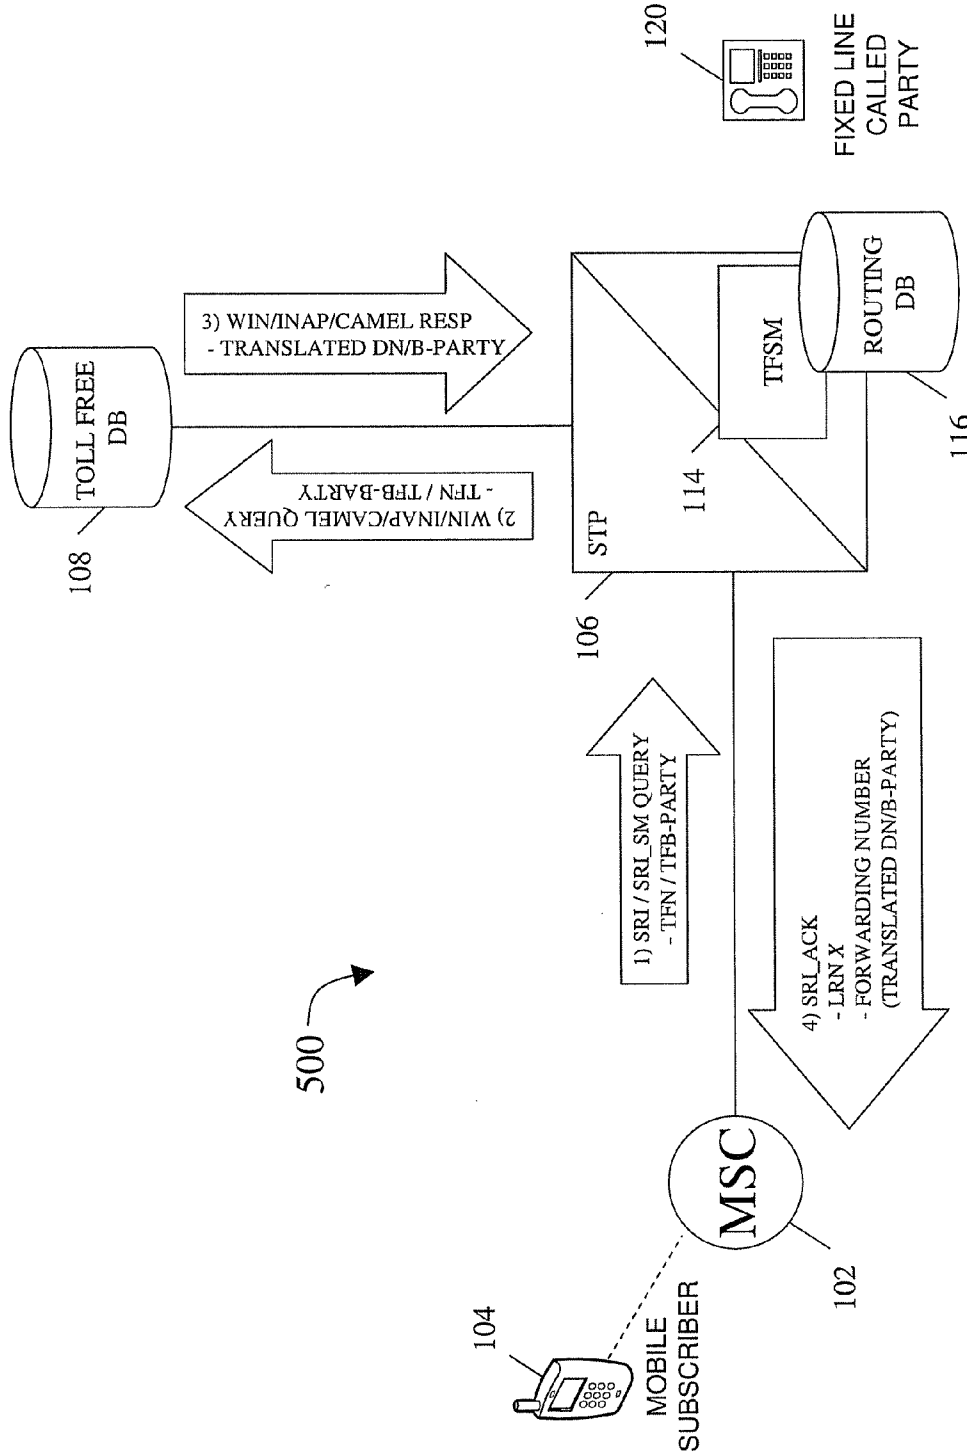 500
108
TOLL FREE
DB
2) WIN/INAP/CAMEL QUERY
- TFN / TFB-BARTY
3) WIN/INAP/CAMEL RESP
- TRANSLATED DN/B-PARTY
104
MOBILE
SUBSCRIBER
MSC
102
1) SRI / SRI_SM QUERY
- TFN / TFB-PARTY
4) SRI_ACK
- LRN X
- FORWARDING NUMBER
(TRANSLATED DN/B-PARTY)
106
STP
114
TFSM
ROUTING
DB
116
120
FIXED LINE
CALLED
PARTY